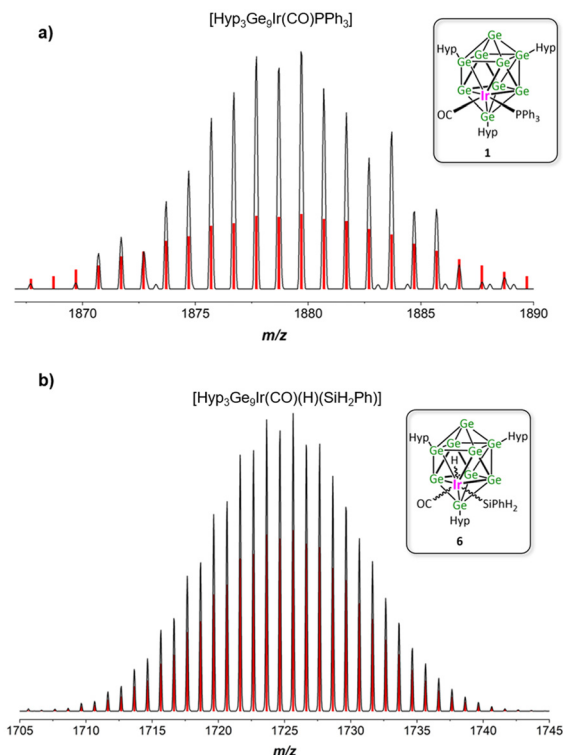 a)
[Hyp₃Ge₉Ir(CO)PPh₃]
Ge
Hyp Ge Ge Ge Ge Hyp
Ge Ge Ge
Ir
OC Ge PPh₃
Hyp
1
1870 1875 1880 1885 1890
m/z
b)
[Hyp₃Ge₉Ir(CO)(H)(SiH₂Ph)]
Ge
Hyp Ge Ge Ge Ge Hyp
H
Ge Ge Ge
Ir
OC Ge SiPhH₂
Hyp
6
1705 1710 1715 1720 1725 1730 1735 1740 1745
m/z